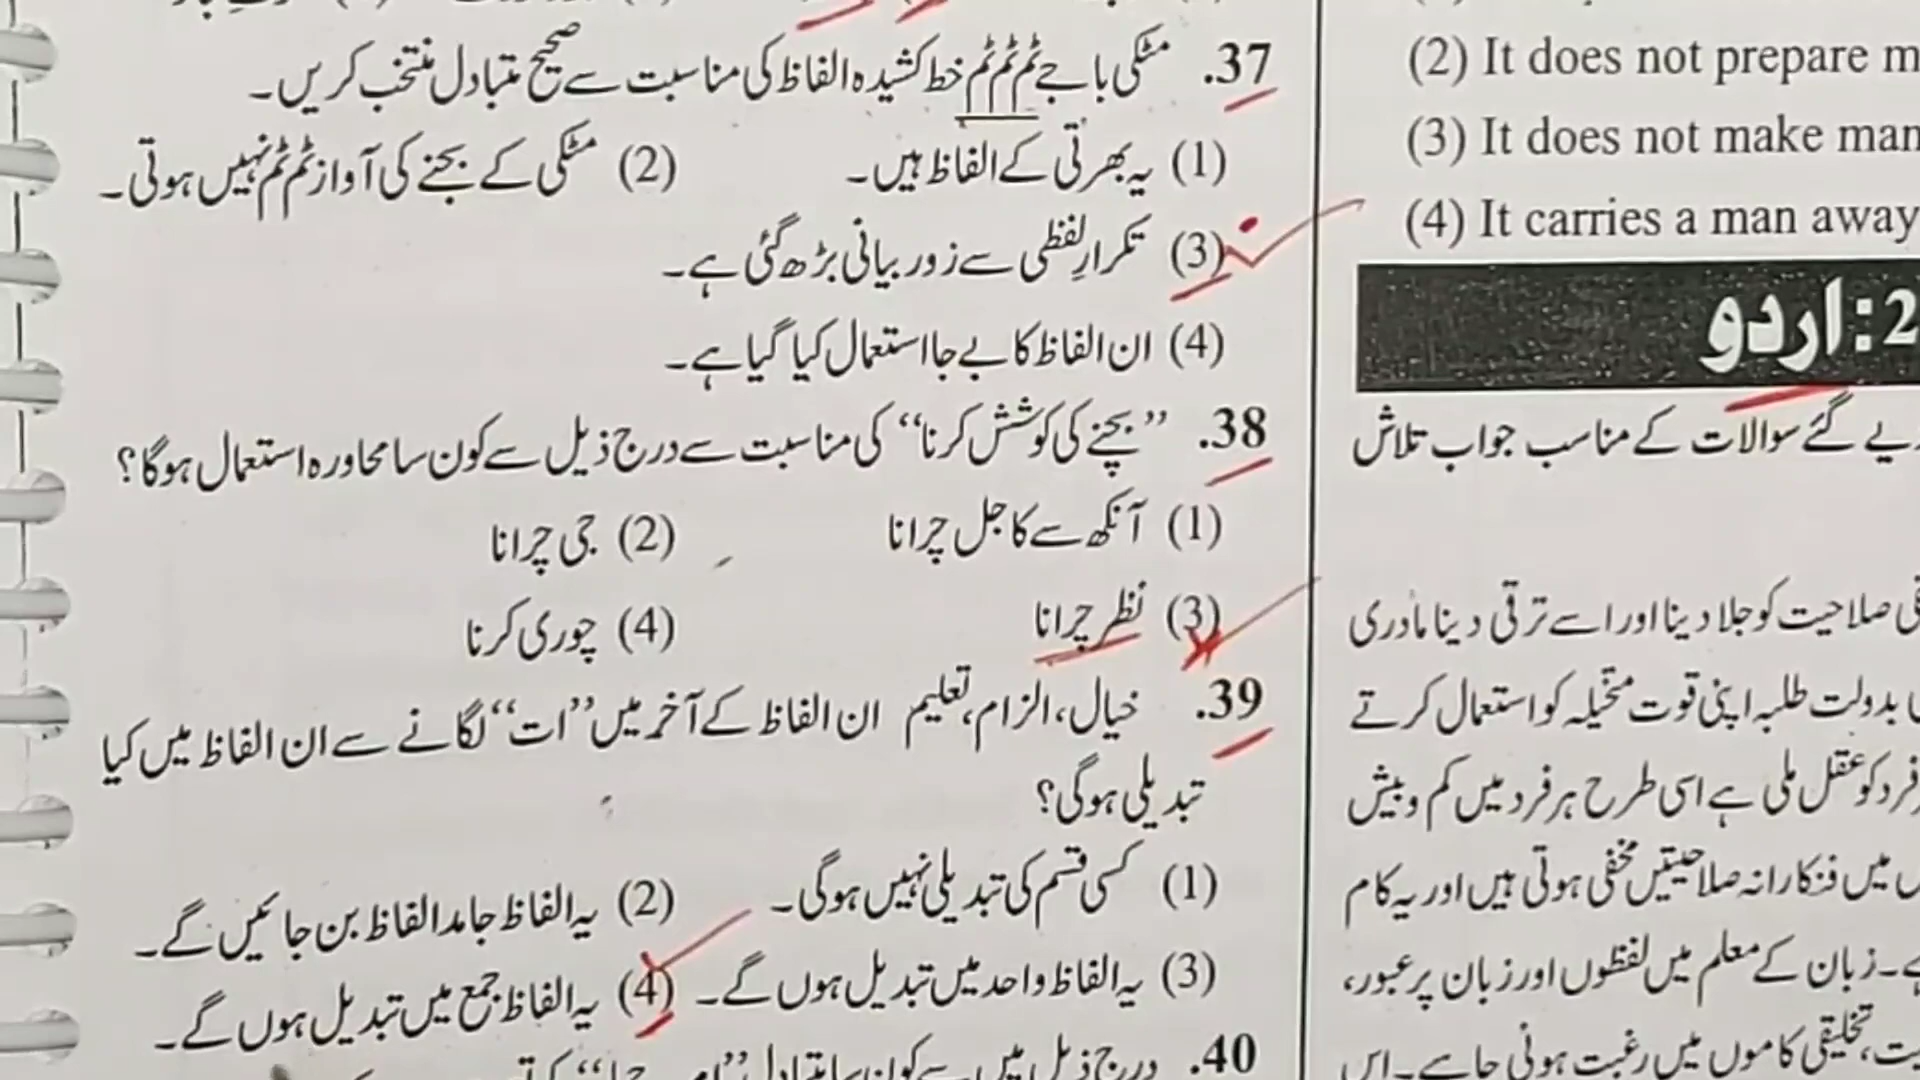 37. مٹکی باجے ٹم ٹم ٹم خط کشیدہ الفاظ کی مناسبت سے صحیح متبادل منتخب کریں۔
(1) یہ بھرتی کے الفاظ ہیں۔ (2) مٹکی کے بجنے کی آواز ٹم ٹم نہیں ہوتی۔
(3) تکرارِ لفظی سے زور بیانی بڑھ گئی ہے۔
(4) ان الفاظ کا بے جا استعمال کیا گیا ہے۔
38. ”بچنے کی کوشش کرنا“ کی مناسبت سے درج ذیل سے کون سا محاورہ استعمال ہوگا؟
(1) آنکھ سے کاجل چرانا (2) جی چرانا
(3) نظر چرانا (4) چوری کرنا
39. خیال، الزام، تعلیم ان الفاظ کے آخر میں ”ات“ لگانے سے ان الفاظ میں کیا
تبدیلی ہوگی؟
(1) کسی قسم کی تبدیلی نہیں ہوگی۔ (2) یہ الفاظ جامد الفاظ بن جائیں گے۔
(3) یہ الفاظ واحد میں تبدیل ہوں گے۔ (4) یہ الفاظ جمع میں تبدیل ہوں گے۔
40. درج ذیل میں سے کون سا متبادل
(2) It does not prepare
(3) It does not make man
(4) It carries a man away
2: اردو
گئے سوالات کے مناسب جواب تلاش
صلاحیت کو جلا دینا اور اسے ترقی دینا مادری
بدولت طلبہ اپنی قوت متخیلہ کو استعمال کرتے
فرد کو عقل ملی ہے اسی طرح ہر فرد میں کم و بیش
میں فنکارانہ صلاحیتیں مخفی ہوتی ہیں اور یہ کام
ہے۔ زبان کے معلم میں لفظوں اور زبان پر عبور،
تخلیقی کاموں میں رغبت ہونی چاہے۔ اس